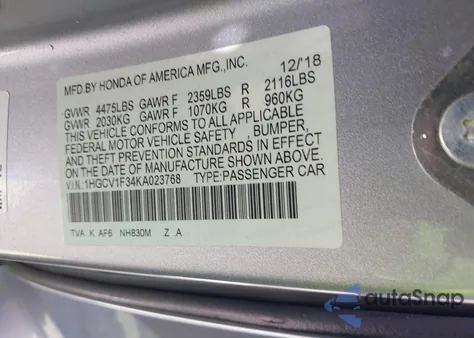 MFD.BY HONDA OF AMERICA MFG.,INC. 12/18
GVWR 4475LBS GAWR F 2359LBS R 2116LBS
GVWR 2030KG GAWR F 1070KG R 960KG
THIS VEHICLE CONFORMS TO ALL APPLICABLE
FEDERAL MOTOR VEHICLE SAFETY , BUMPER,
AND THEFT PREVENTION STANDARDS IN EFFECT
ON THE DATE OF MANUFACTURE SHOWN ABOVE.
V.I.N.:1HGCV1F34KA023768 TYPE:PASSENGER CAR
TVA K AF6 NH830M .Z .A
autoSnap